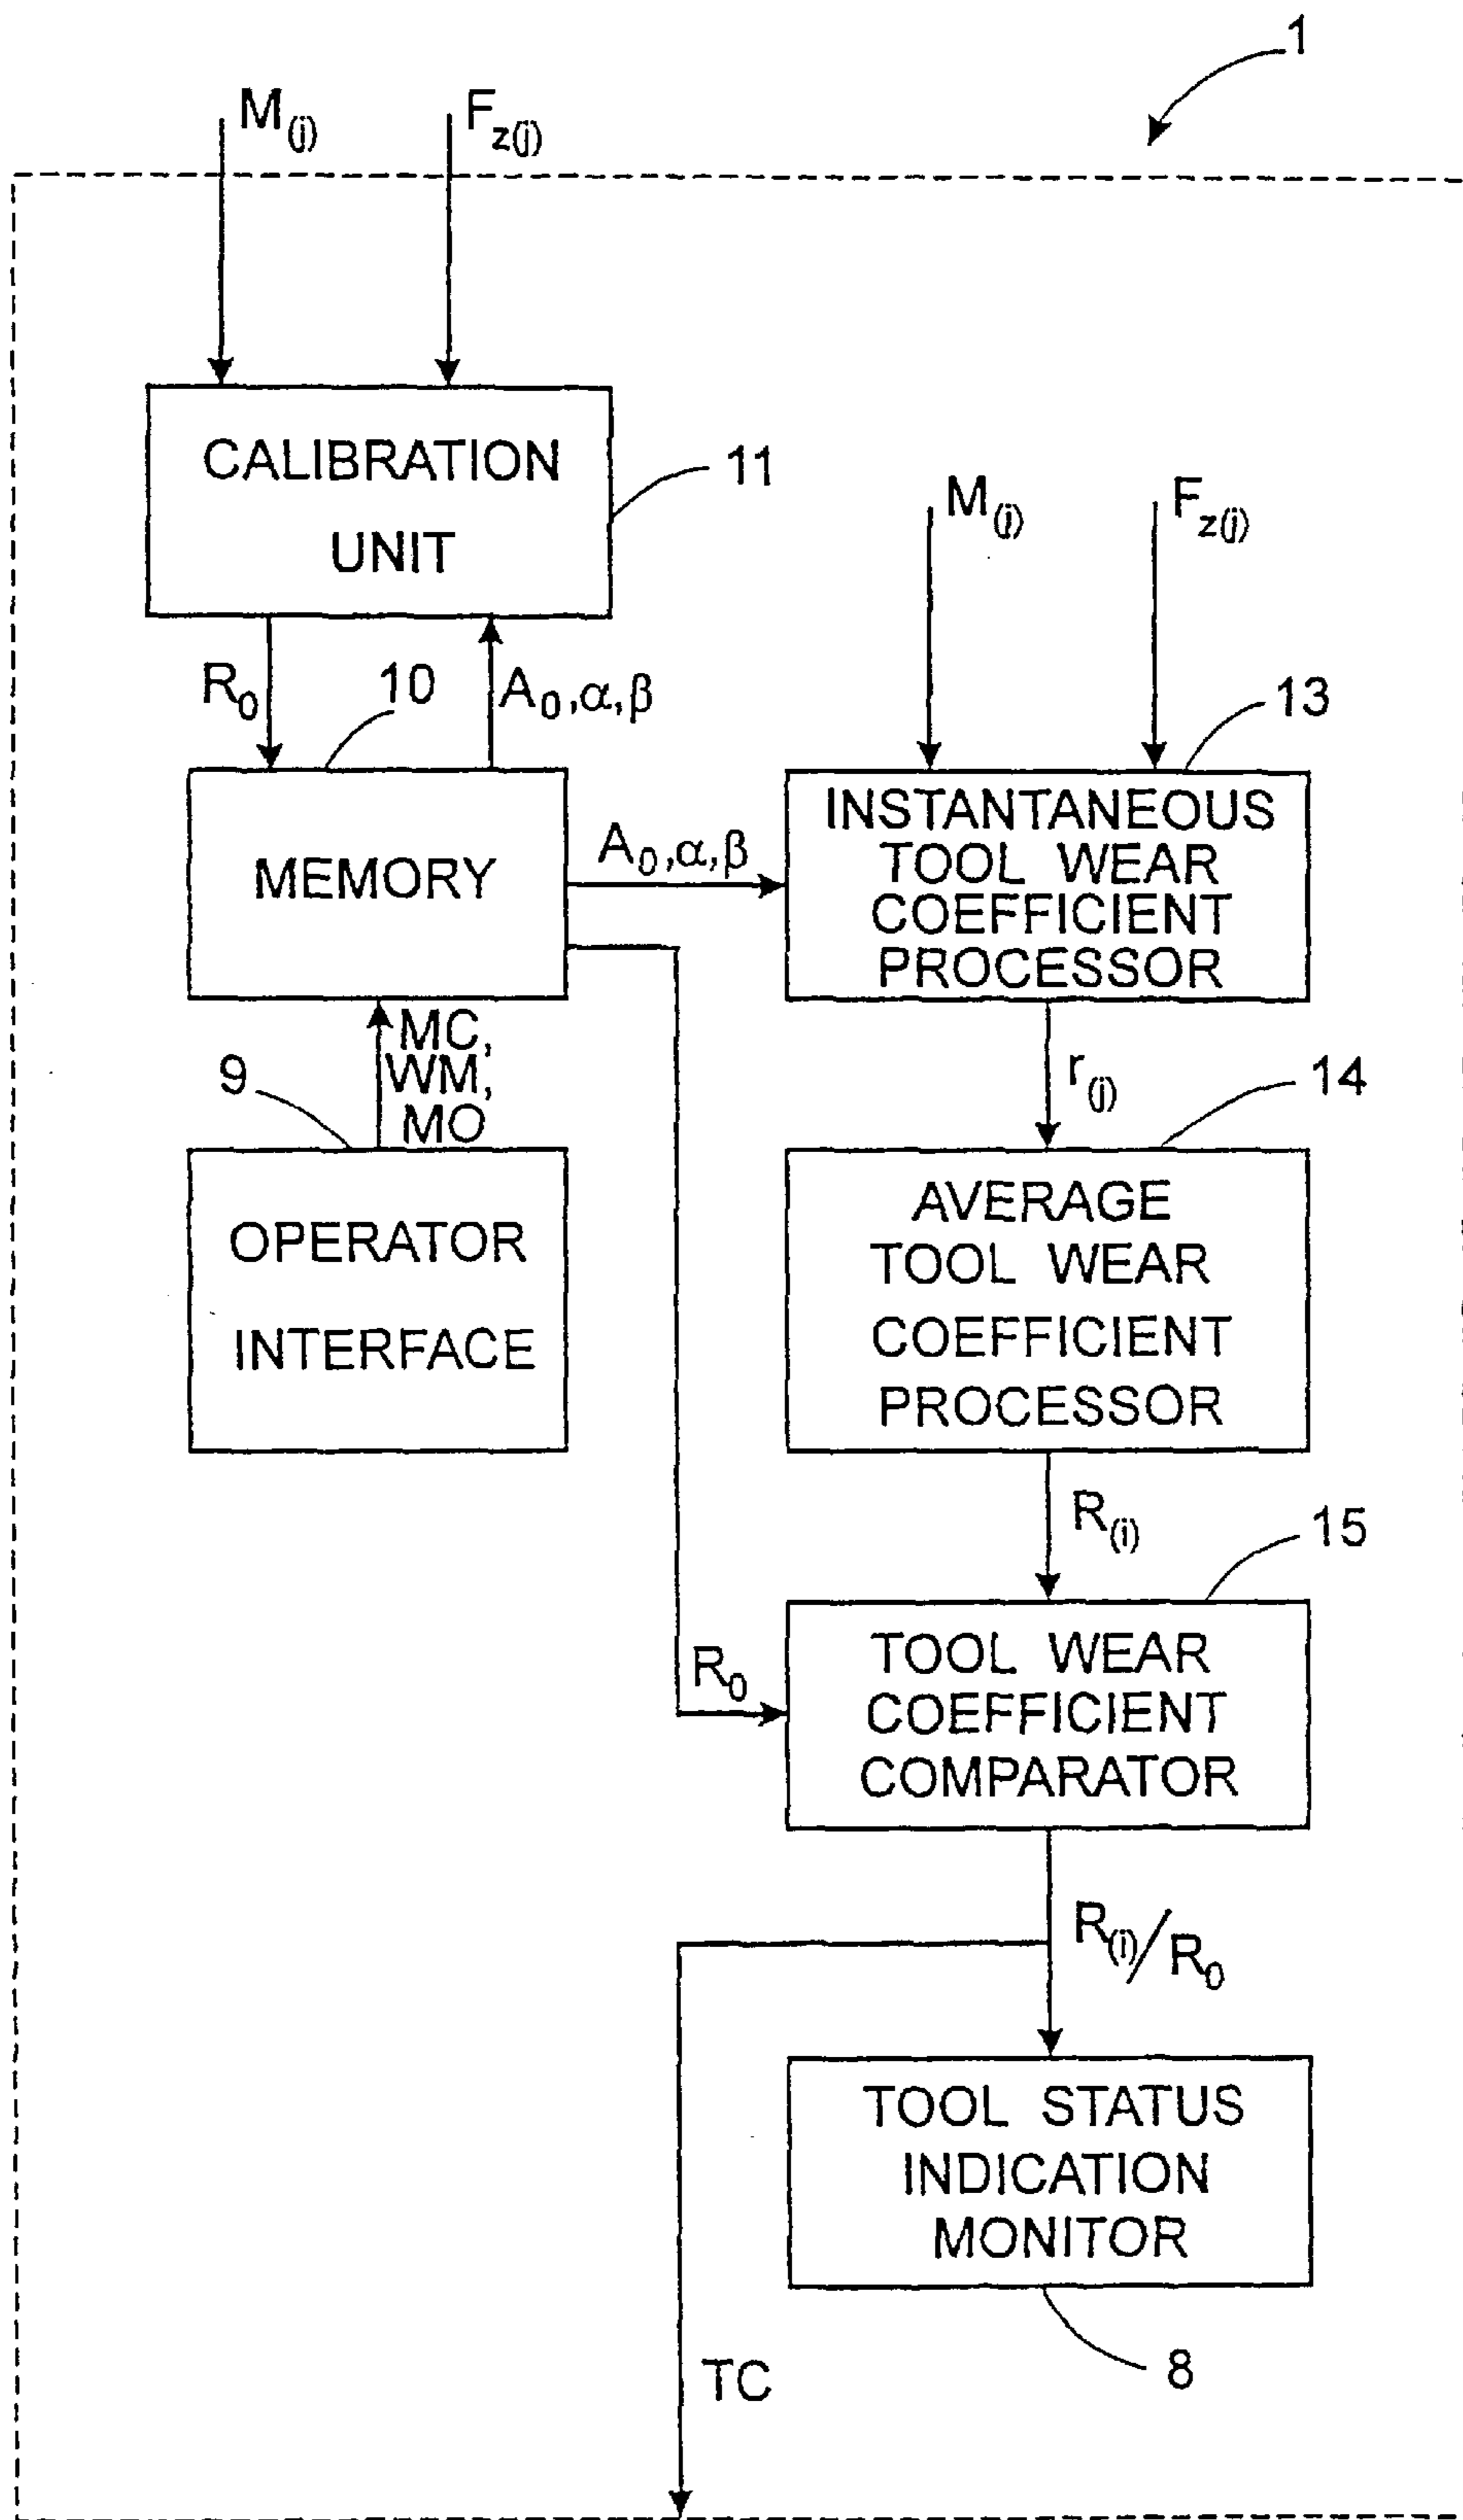 1
M(j)
Fz(j)
CALIBRATION
UNIT
11
M(j)
Fz(j)
R0
10
A0,α,β
13
MEMORY
A0,α,β
INSTANTANEOUS
TOOL WEAR
COEFFICIENT
PROCESSOR
MC,
WM,
MO
9
r(j)
14
OPERATOR
INTERFACE
AVERAGE
TOOL WEAR
COEFFICIENT
PROCESSOR
R(i)
15
R0
TOOL WEAR
COEFFICIENT
COMPARATOR
R(i)/R0
TOOL STATUS
INDICATION
MONITOR
8
TC